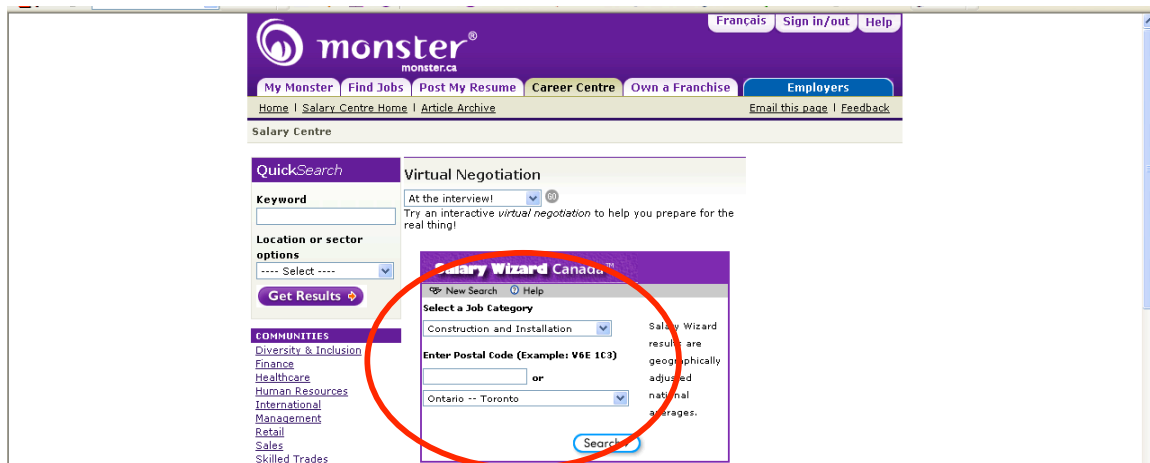 Français Sign in/out Help
monster®
monster.ca
My Monster Find Jobs Post My Resume Career Centre Own a Franchise Employers
Home | Salary Centre Home | Article Archive Email this page | Feedback
Salary Centre
QuickSearch
Keyword
Location or sector
options
---- Select ----
Get Results
COMMUNITIES
Diversity & Inclusion
Finance
Healthcare
Human Resources
International
Management
Retail
Sales
Skilled Trades
Virtual Negotiation
At the interview! GO
Try an interactive virtual negotiation to help you prepare for the
real thing!
Salary Wizard Canada™
New Search ? Help
Select a Job Category
Construction and Installation
Enter Postal Code (Example: V6E 1C3)
or
Ontario -- Toronto
Search
Salary Wizard
results are
geographically
adjusted
national
averages.